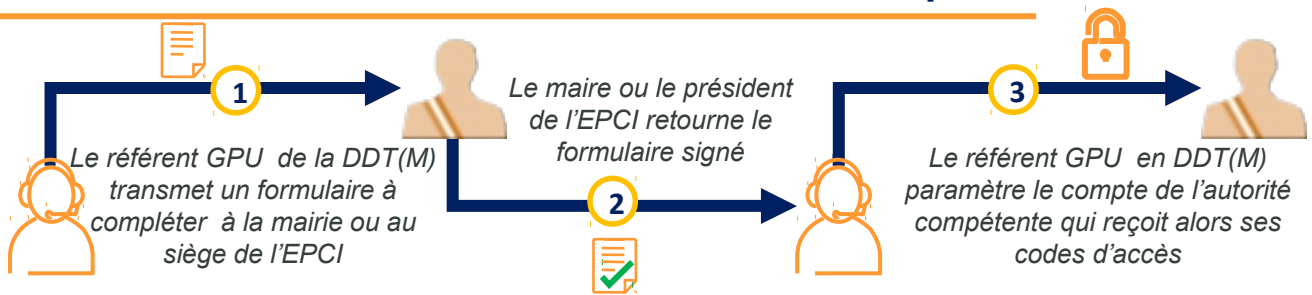 1
Le référent GPU de la DDT(M)
transmet un formulaire à
compléter à la mairie ou au
siège de l'EPCI
Le maire ou le président
de l'EPCI retourne le
formulaire signé
2
3
Le référent GPU en DDT(M)
paramètre le compte de l'autorité
compétente qui reçoit alors ses
codes d'accès